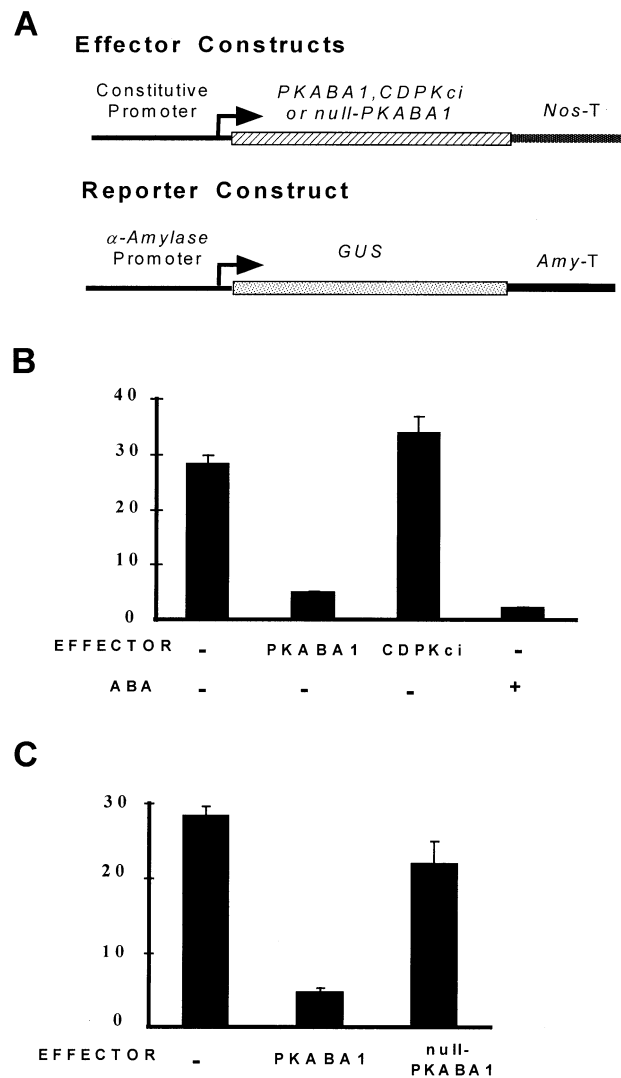 A
Effector Constructs
Constitutive
Promoter
PKABA1, CDPKci
or null-PKABA1
Nos-T
Reporter Construct
α-Amylase
Promoter
GUS
Amy-T
B
40
30
20
10
0
EFFECTOR - PKABA1 CDPKci -
ABA - - - +
C
30
20
10
0
EFFECTOR - PKABA1 null-
PKABA1